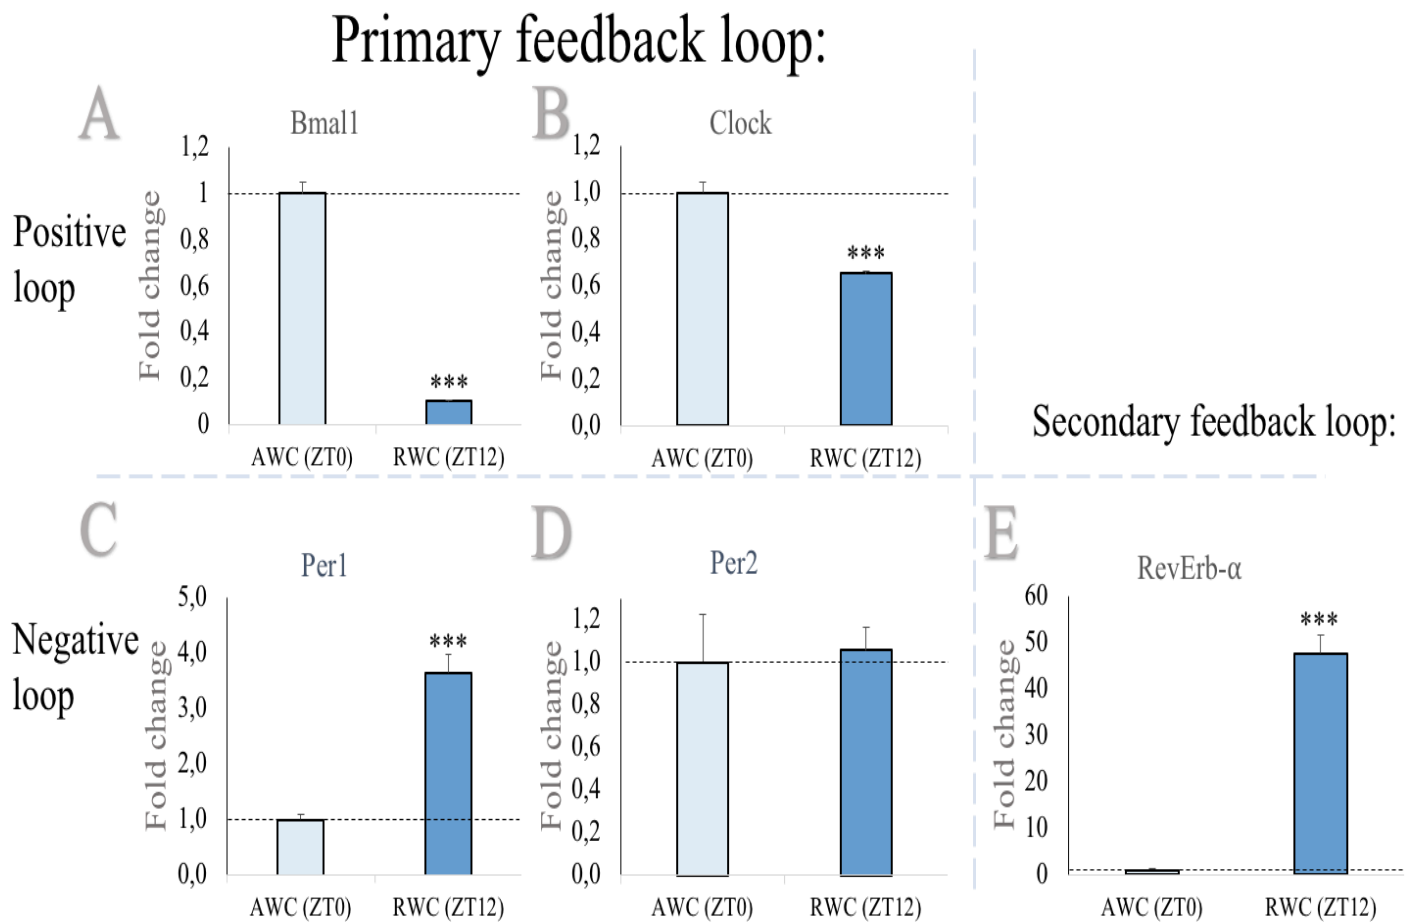 Primary feedback loop:
A
Bmal1
Positive
loop
Fold change
1,2
1
0,8
0,6
0,4
0,2
0
***
AWC (ZT0)
RWC (ZT12)
B
Clock
Fold change
1,2
1,0
0,8
0,6
0,4
0,2
0,0
***
AWC (ZT0)
RWC (ZT12)
Secondary feedback loop:
C
Per1
Negative
loop
Fold change
5,0
4,0
3,0
2,0
1,0
0,0
***
AWC (ZT0)
RWC (ZT12)
D
Per2
Fold change
1,2
1,0
0,8
0,6
0,4
0,2
0,0
AWC (ZT0)
RWC (ZT12)
E
RevErb-α
Fold change
60
50
40
30
20
10
0
***
AWC (ZT0)
RWC (ZT12)